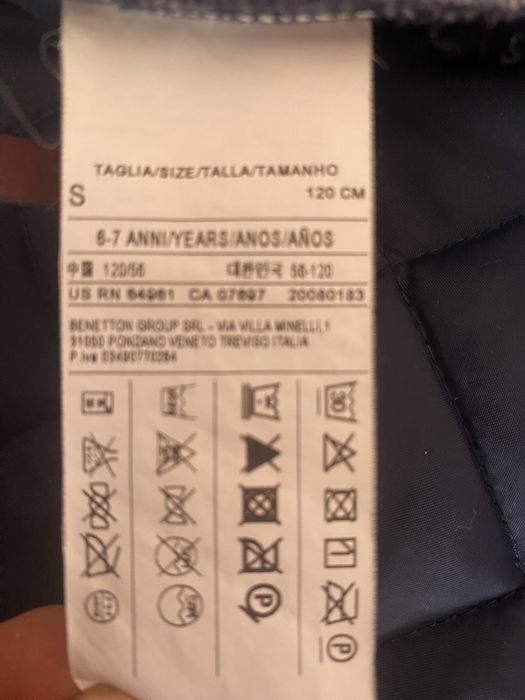 TAGLIA/SIZE/TALLA/TAMANHO
S 120 CM
6-7 ANNI/YEARS/ANOS/AÑOS
中国 120/56 대한민국 56-120
US RN 64961 CA 07697 20080183
BENETTON GROUP SRL - VIA VILLA MINELLI,1
31050 PONZANO VENETO TREVISO ITALIA
P.iva
30
P
P